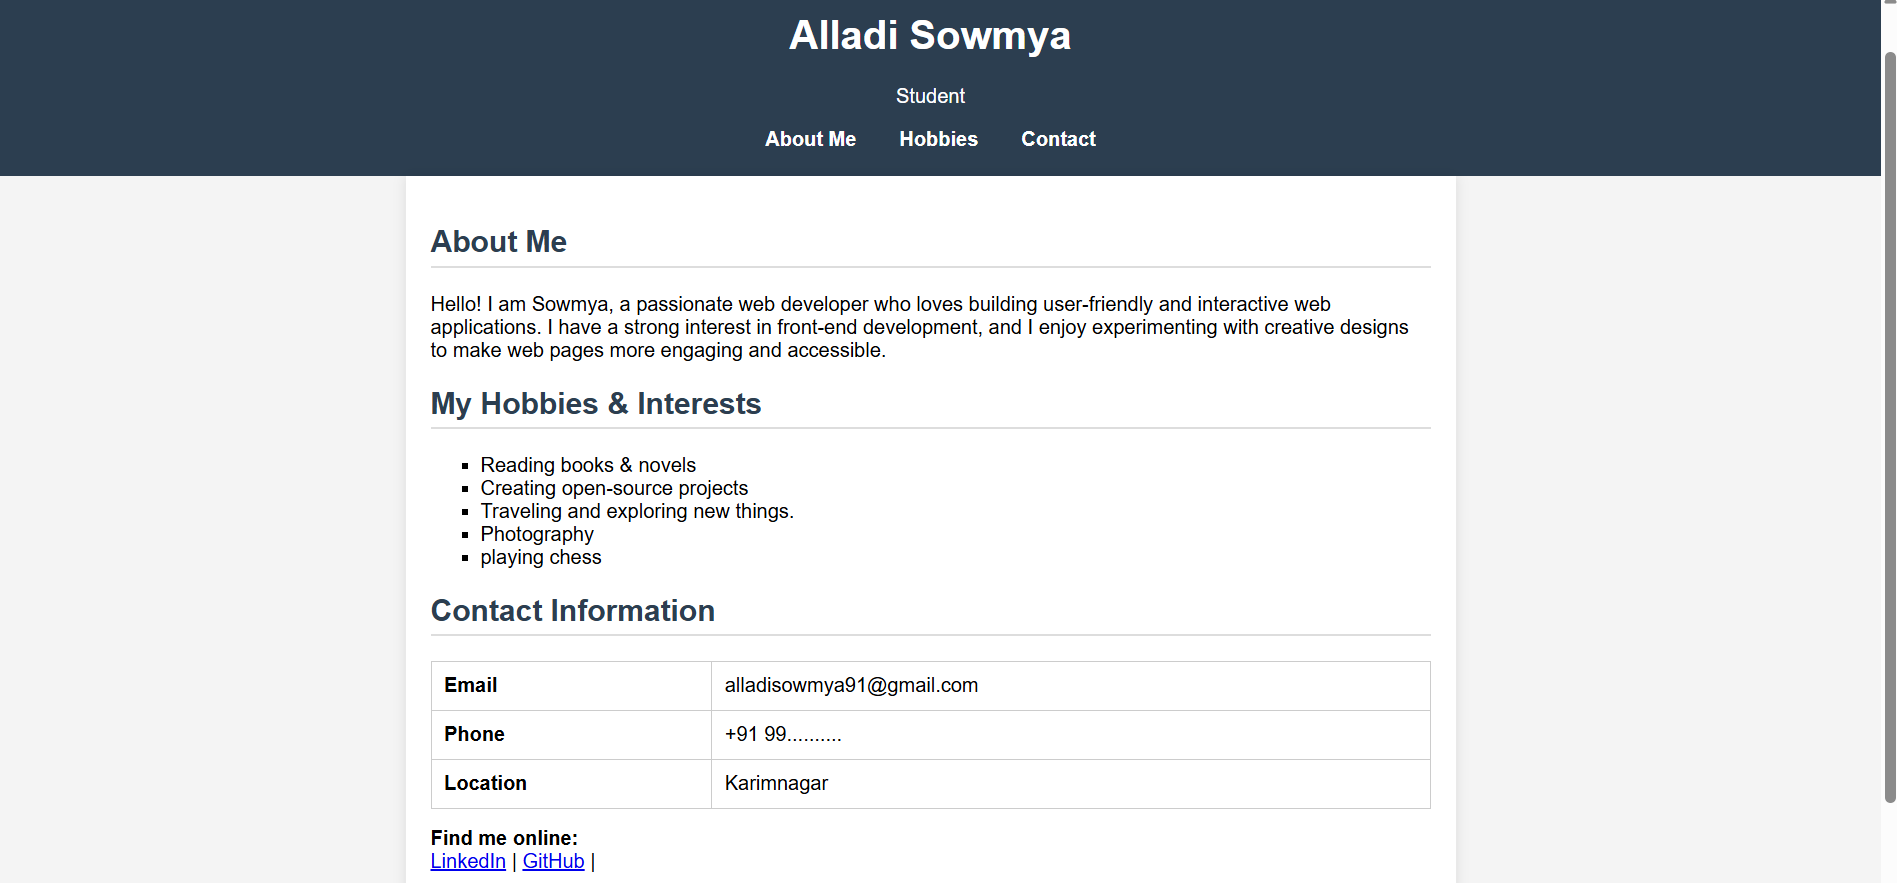 Alladi Sowmya
Student
About Me Hobbies Contact
About Me
Hello! I am Sowmya, a passionate web developer who loves building user-friendly and interactive web
applications. I have a strong interest in front-end development, and I enjoy experimenting with creative designs
to make web pages more engaging and accessible.
My Hobbies & Interests
Reading books & novels
Creating open-source projects
Traveling and exploring new things.
Photography
playing chess
Contact Information
Email alladisowmya91@gmail.com
Phone +91 99..........
Location Karimnagar
Find me online:
LinkedIn | GitHub |